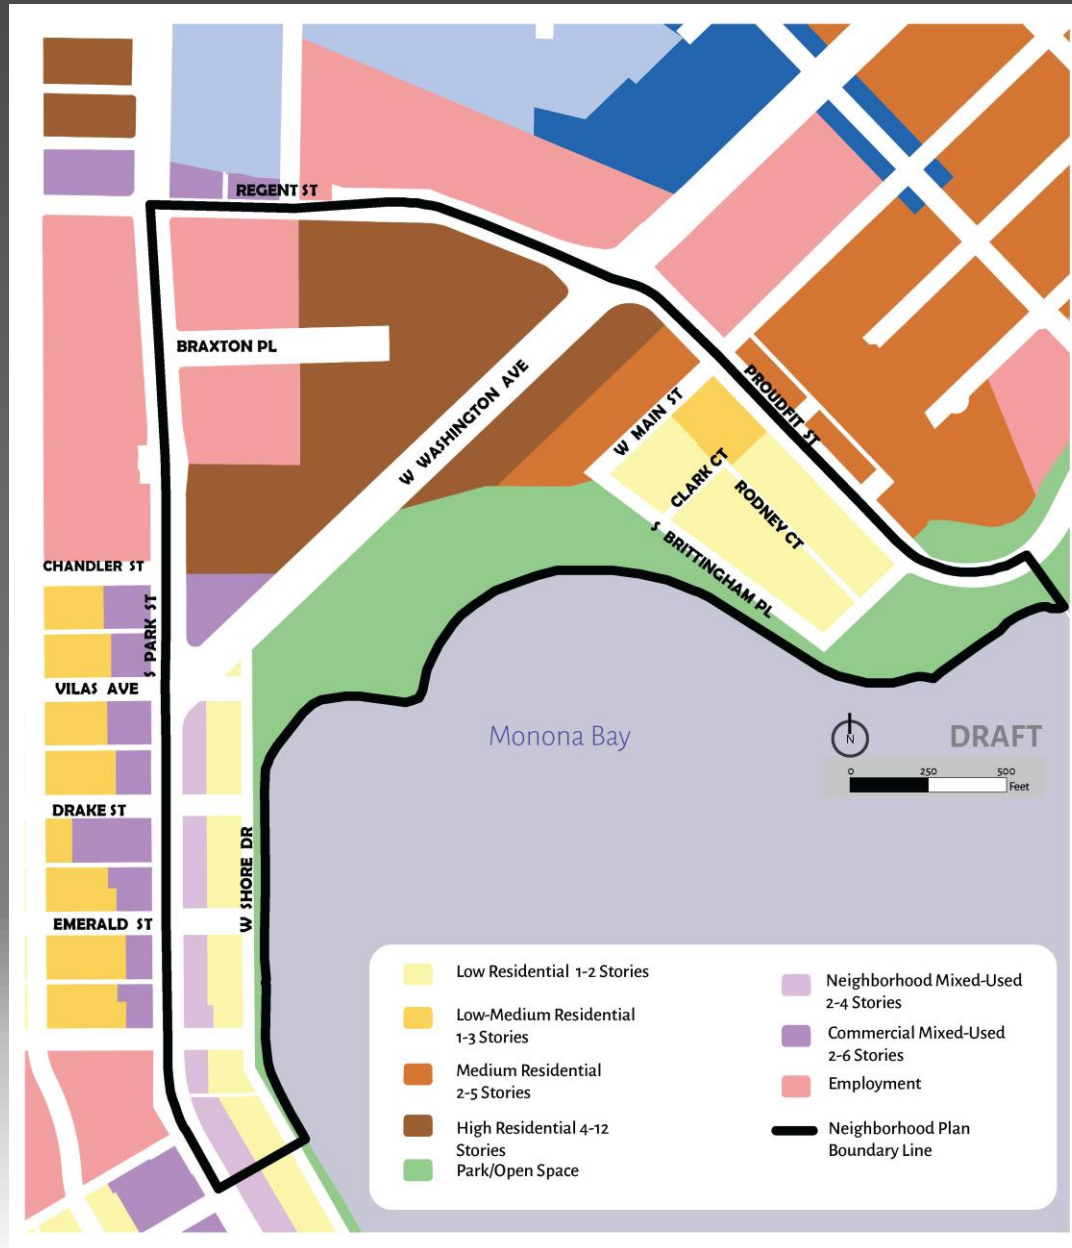 REGENT ST
BRAXTON PL
W WASHINGTON AVE
PROUDFIT ST
W MAIN ST
CLARK CT
RODNEY CT
S BRITTINGHAM PL
CHANDLER ST
S PARK ST
VILAS AVE
Monona Bay
N
DRAFT
0 250 500
Feet
DRAKE ST
W SHORE DR
EMERALD ST
Low Residential 1-2 Stories
Low-Medium Residential
1-3 Stories
Medium Residential
2-5 Stories
High Residential 4-12
Stories
Park/Open Space
Neighborhood Mixed-Used
2-4 Stories
Commercial Mixed-Used
2-6 Stories
Employment
Neighborhood Plan
Boundary Line